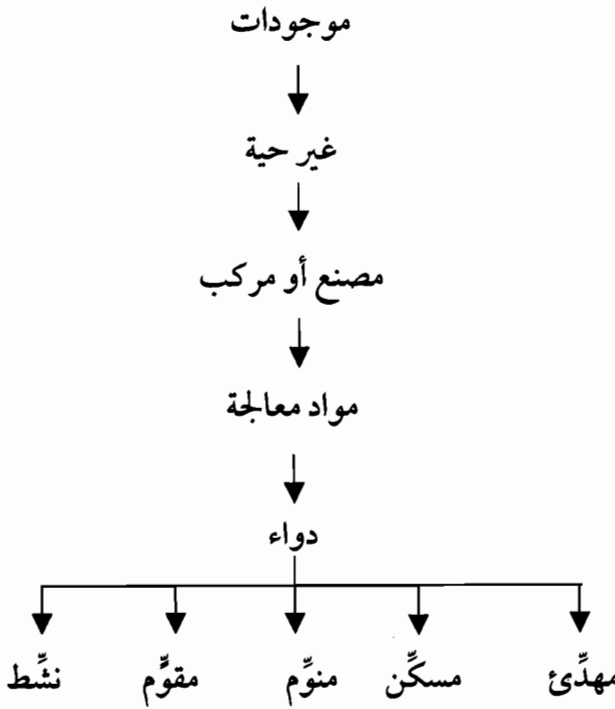 موجودات
غير حية
مصنع أو مركب
مواد معالجة
دواء
مهدِّئ مسكِّن منوِّم مقوٍّم نشِّط